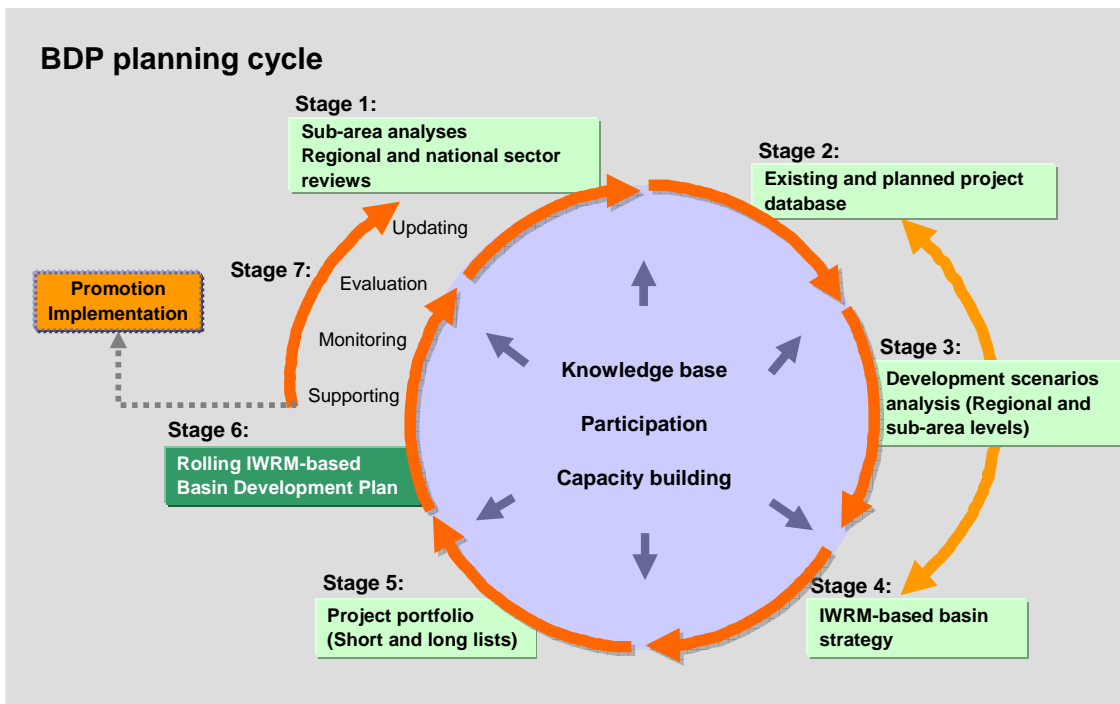 BDP planning cycle
Stage 1:
Sub-area analyses
Regional and national sector
reviews
Stage 2:
Existing and planned project
database
Stage 3:
Development scenarios
analysis (Regional and
sub-area levels)
Stage 4:
IWRM-based basin
strategy
Stage 5:
Project portfolio
(Short and long lists)
Stage 6:
Rolling IWRM-based
Basin Development Plan
Stage 7:
Updating
Evaluation
Monitoring
Supporting
Promotion
Implementation
Knowledge base
Participation
Capacity building